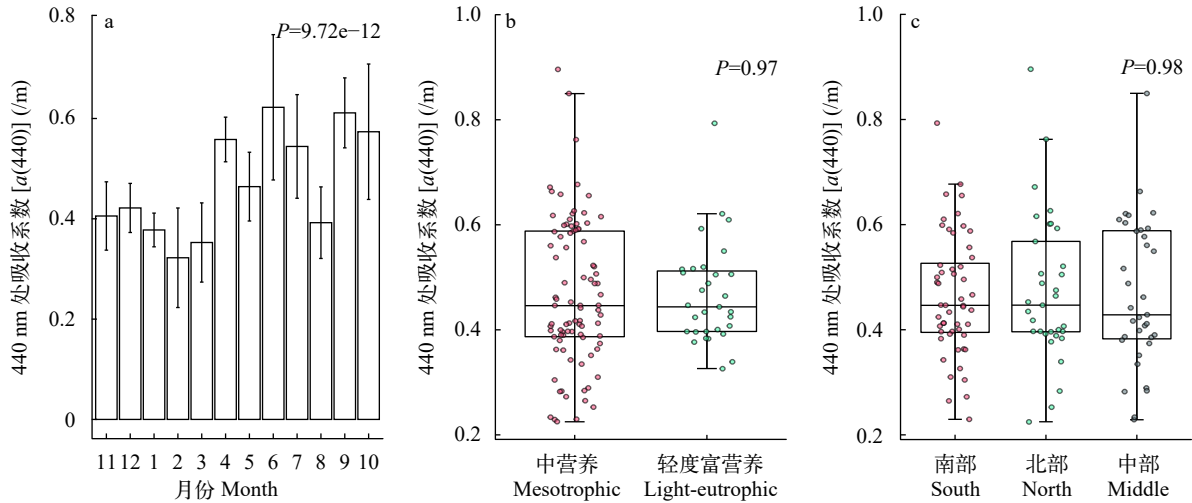 a
P=9.72e−12
440 nm 处吸收系数 [a(440)] (/m)
0.8
0.6
0.4
0.2
0
11 12 1 2 3 4 5 6 7 8 9 10
月份 Month
b
P=0.97
440 nm 处吸收系数 [a(440)] (/m)
1.0
0.8
0.6
0.4
0.2
中营养 轻度富营养
Mesotrophic Light-eutrophic
c
P=0.98
440 nm 处吸收系数 [a(440)] (/m)
1.0
0.8
0.6
0.4
0.2
南部 北部 中部
South North Middle